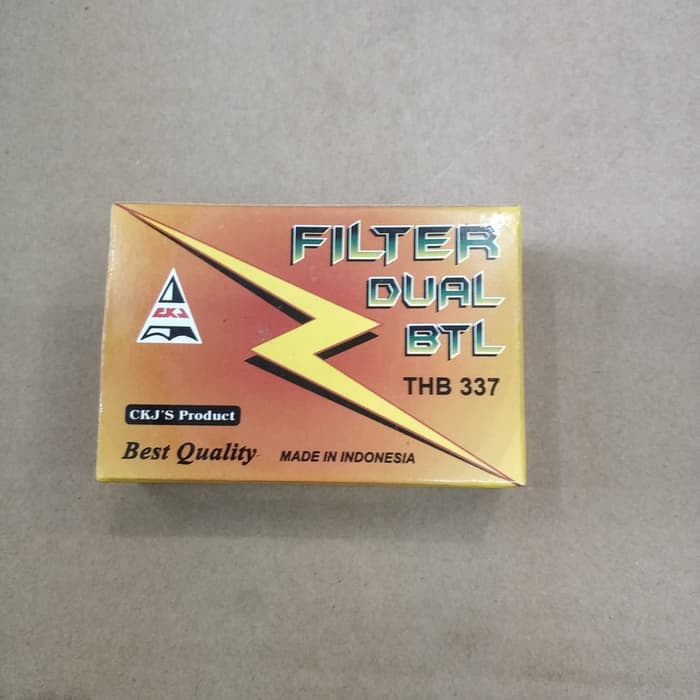 FILTER
DUAL
BTL
THB 337
CKJ
CKJ'S Product
Best Quality
MADE IN INDONESIA